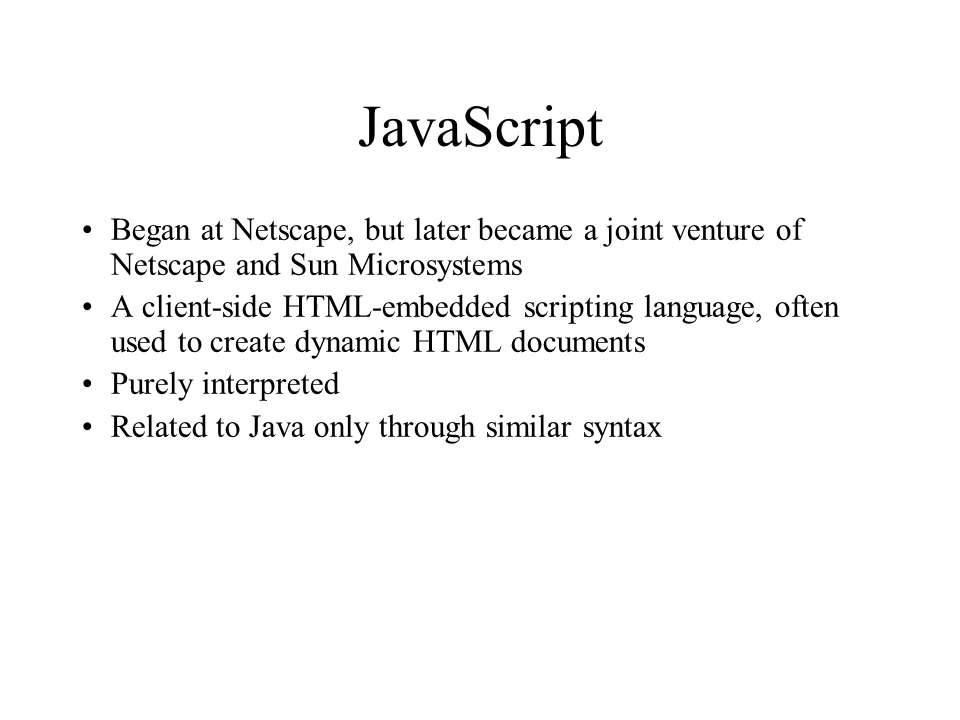 JavaScript
• Began at Netscape, but later became a joint venture of
Netscape and Sun Microsystems
• A client-side HTML-embedded scripting language, often
used to create dynamic HTML documents
• Purely interpreted
• Related to Java only through similar syntax